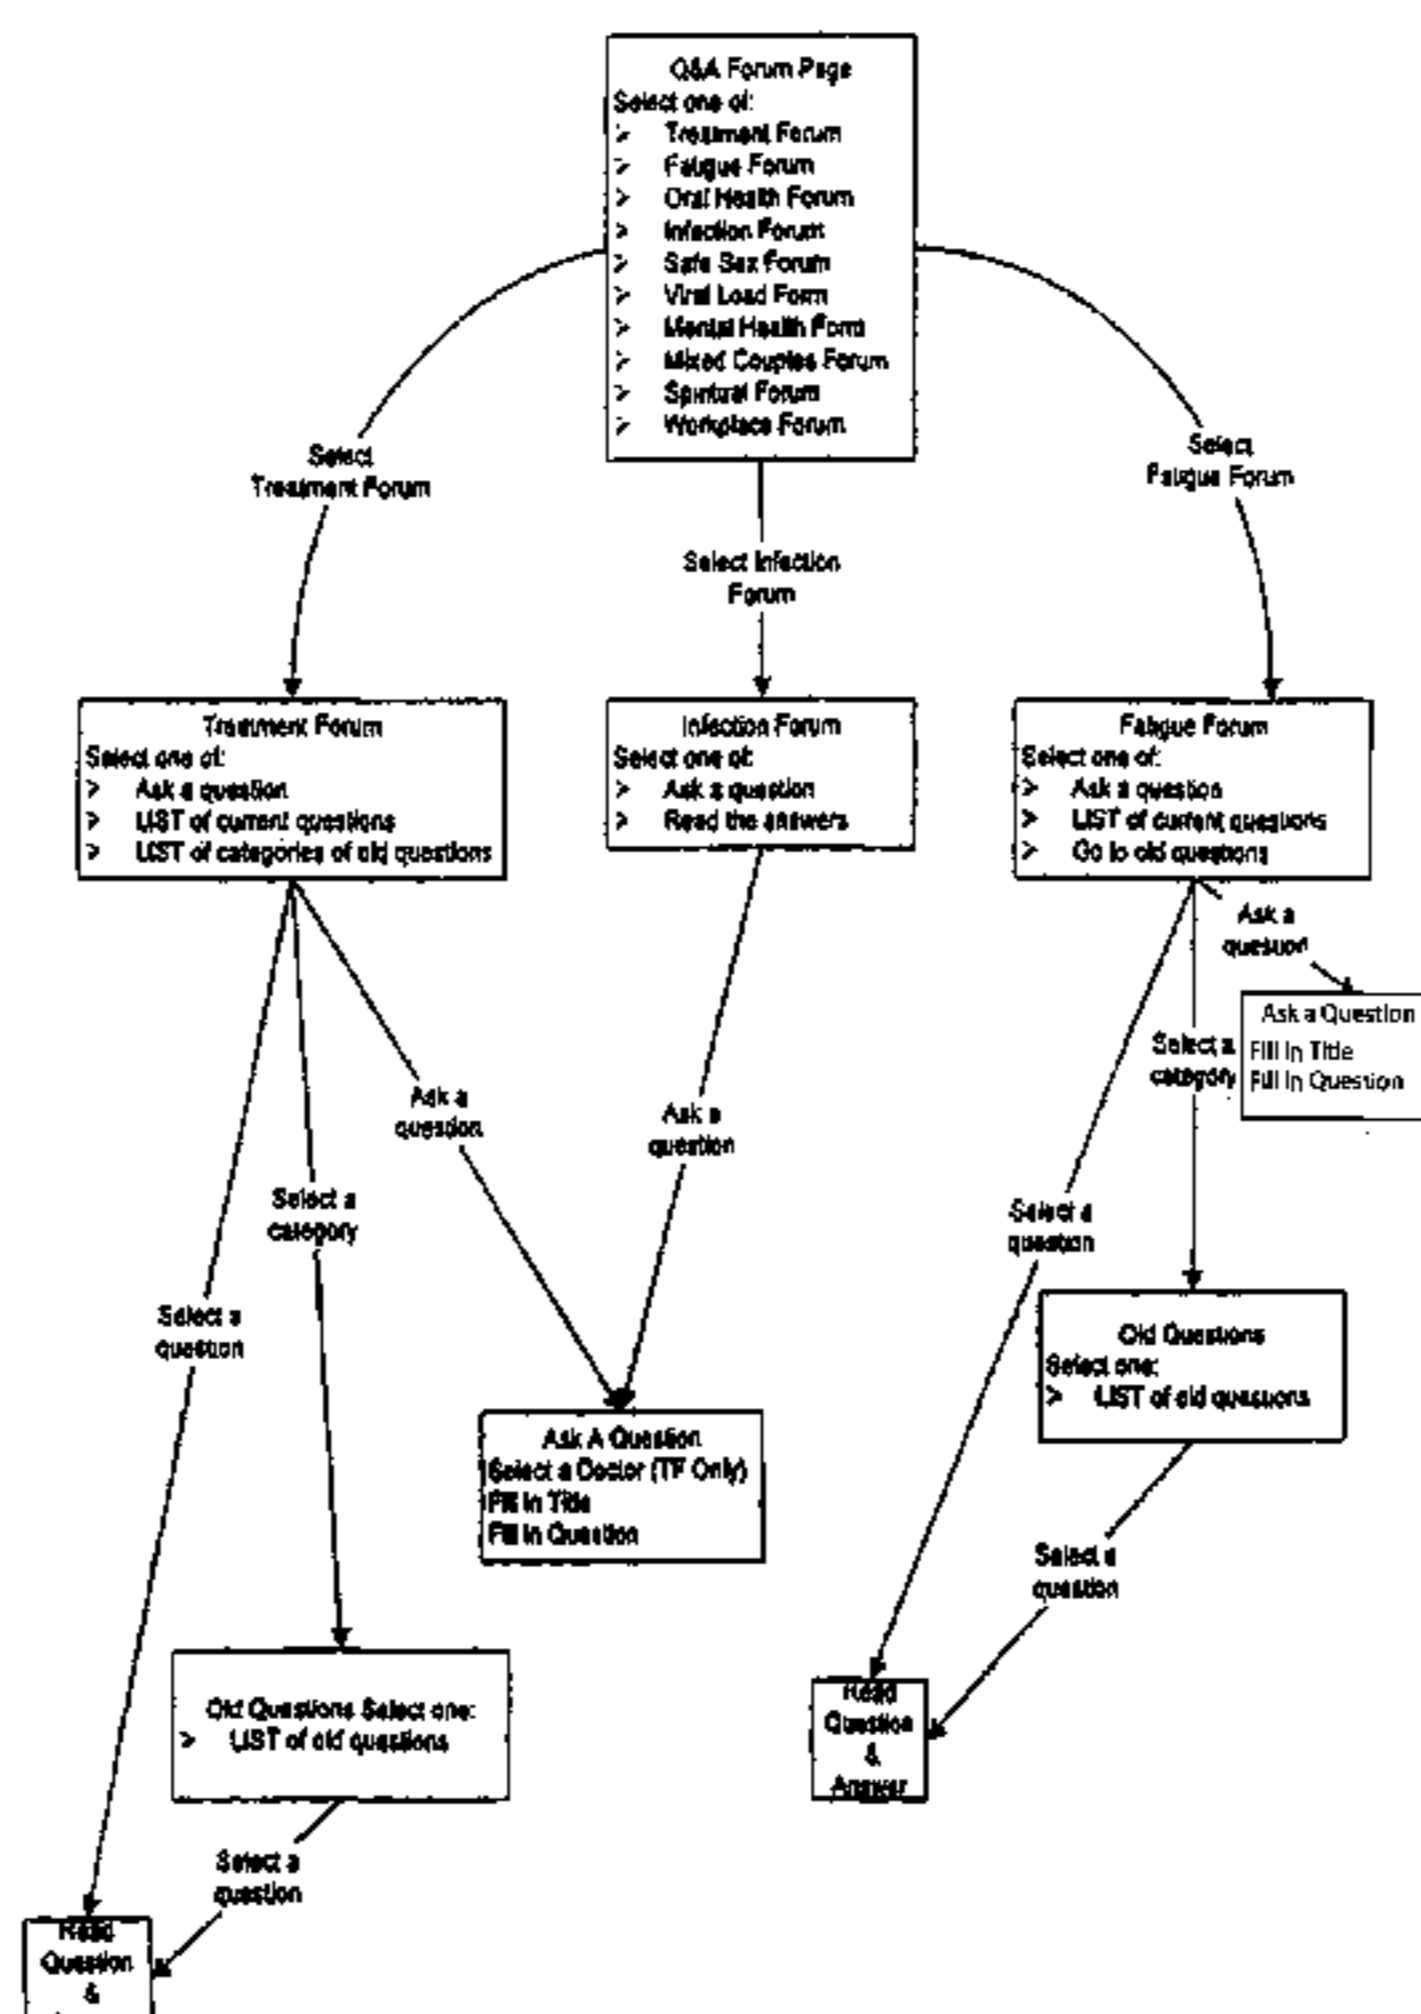 Q&A Forum Page
Select one of:
> Treatment Forum
> Fatigue Forum
> Oral Health Forum
> Infection Forum
> Safe Sex Forum
> Viral Load Form
> Mental Health Form
> Mixed Couples Forum
> Spiritual Forum
> Workplace Forum
Select
Treatment Forum
Select Infection
Forum
Select
Fatigue Forum
Treatment Forum
Select one of:
> Ask a question
> LIST of current questions
> LIST of categories of old questions
Infection Forum
Select one of:
> Ask a question
> Read the answers
Fatigue Forum
Select one of:
> Ask a question
> LIST of current questions
> Go to old questions
Ask a
question
Ask a Question
Fill In Title
Fill In Question
Select a
category
Ask a
question
Ask a
question
Select a
category
Select a
question
Select a
question
Old Questions
Select one:
> LIST of old questions
Ask A Question
Select a Doctor (TF Only)
Fill In Title
Fill In Question
Select a
question
Old Questions Select one:
> LIST of old questions
Read
Question
&
Answer
Select a
question
Read
Question
&